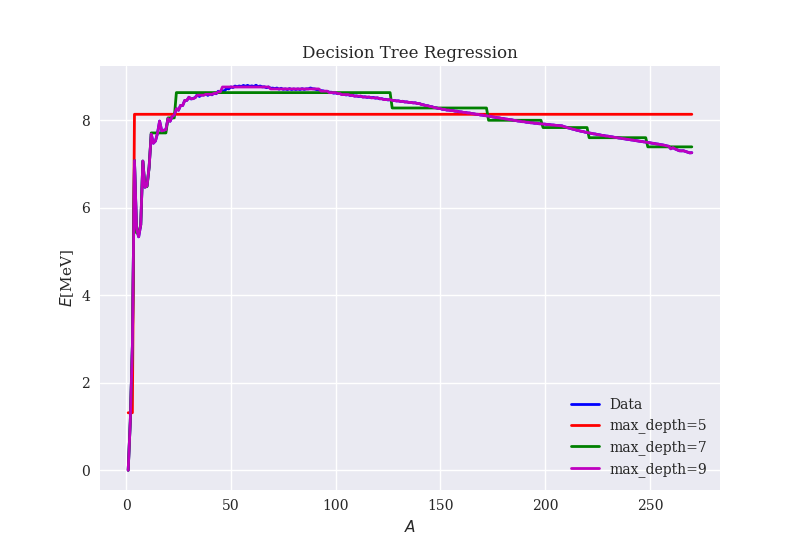 Decision Tree Regression
E[MeV]
8
6
4
2
0
0 50 100 150 200 250
A
Data
max_depth=5
max_depth=7
max_depth=9